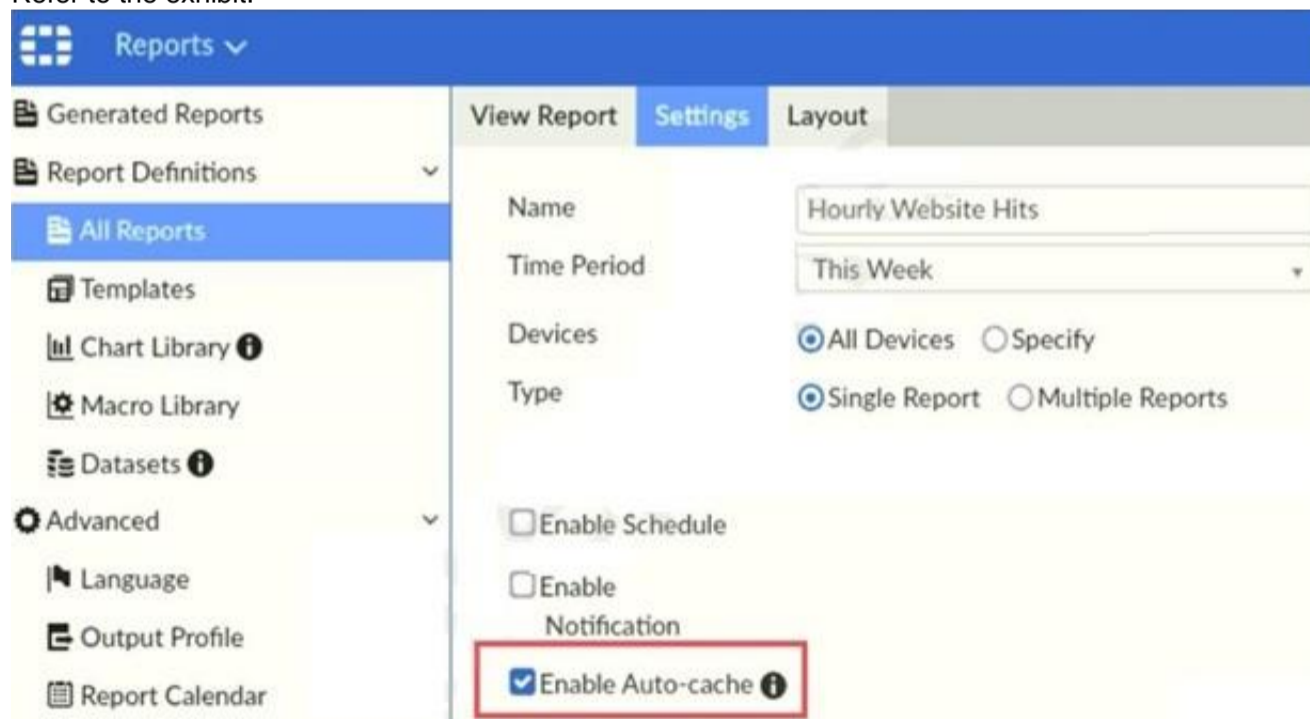 Refer to the exhibit.
Reports
Generated Reports
Report Definitions
All Reports
Templates
Chart Library
Macro Library
Datasets
Advanced
Language
Output Profile
Report Calendar
View Report Settings Layout
Name Hourly Website Hits
Time Period This Week
Devices All Devices Specify
Type Single Report Multiple Reports
Enable Schedule
Enable
Notification
Enable Auto-cache